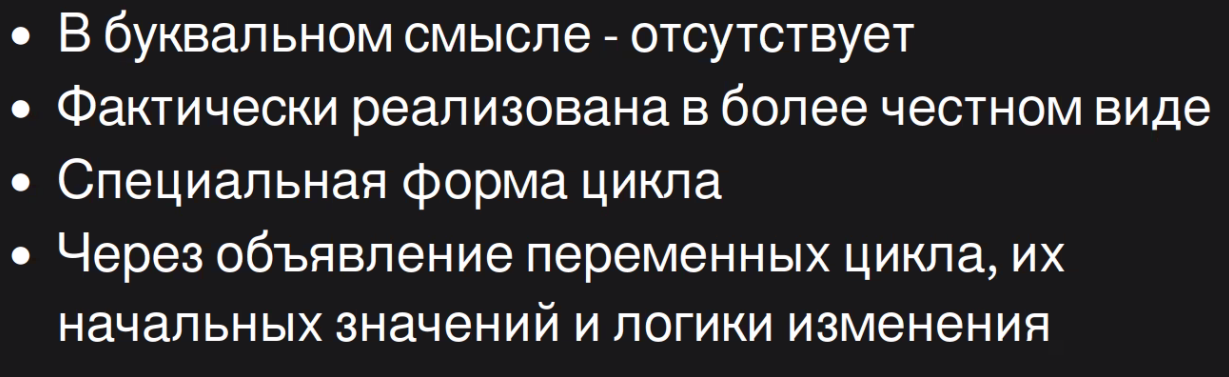 • В буквальном смысле - отсутствует
• Фактически реализована в более честном виде
• Специальная форма цикла
• Через объявление переменных цикла, их
начальных значений и логики изменения